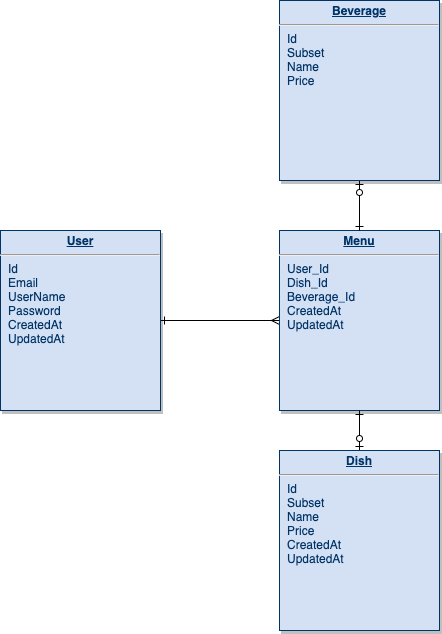 Beverage
Id
Subset
Name
Price
User
Id
Email
UserName
Password
CreatedAt
UpdatedAt
Menu
User_Id
Dish_Id
Beverage_Id
CreatedAt
UpdatedAt
Dish
Id
Subset
Name
Price
CreatedAt
UpdatedAt